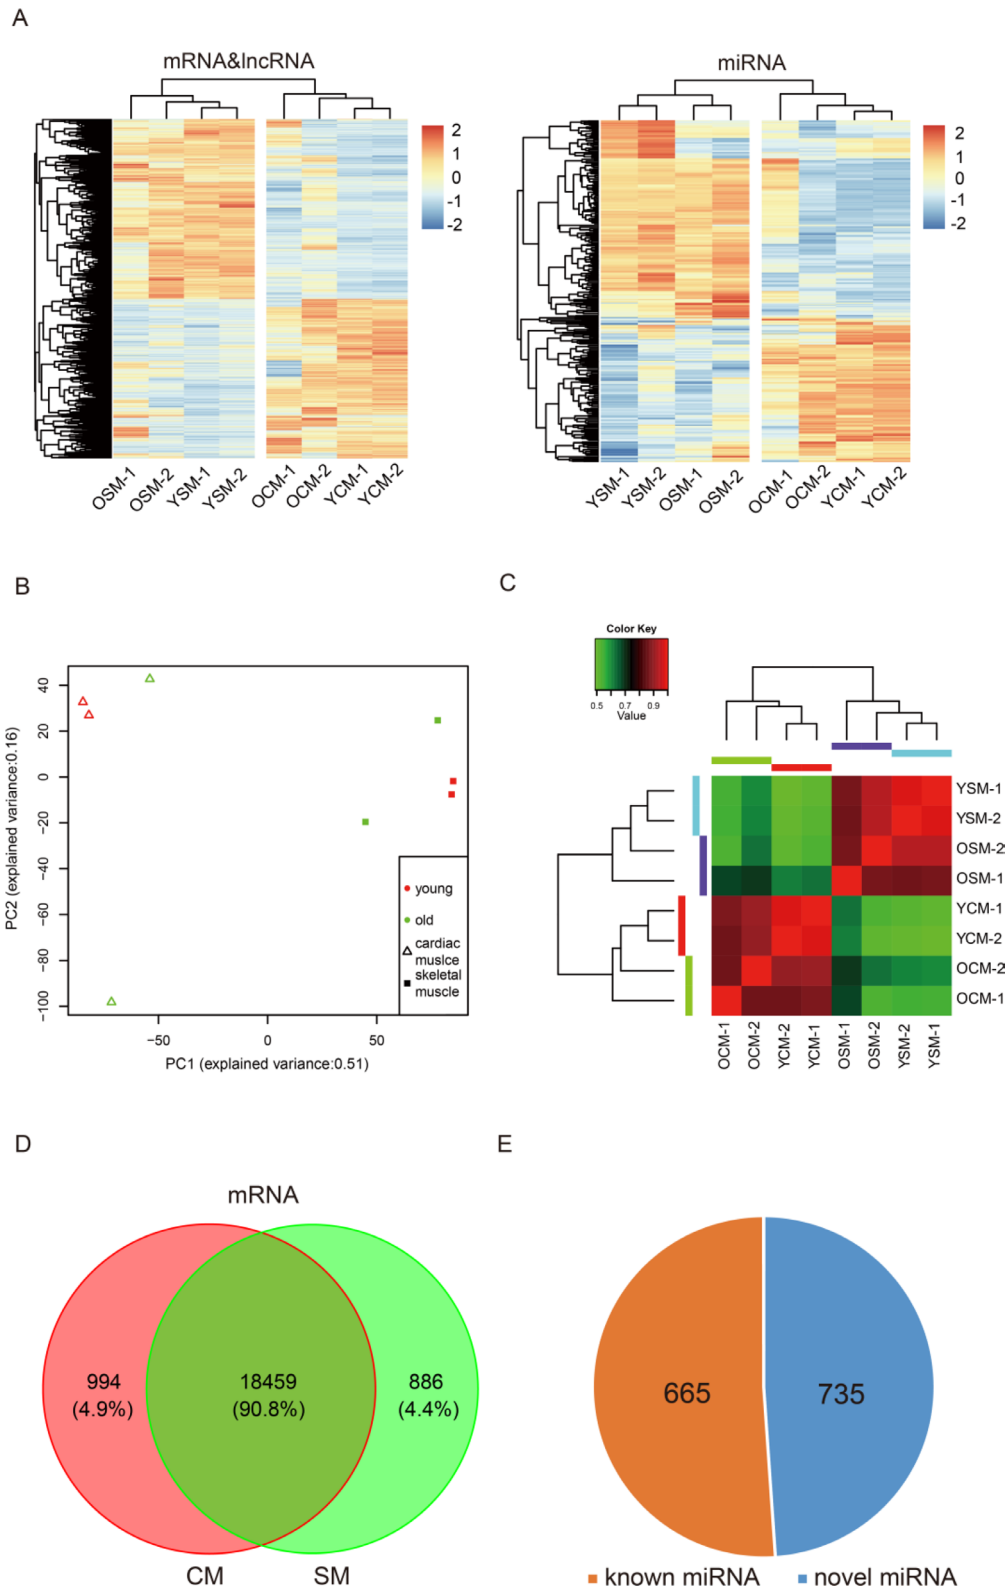 A
mRNA&lncRNA
miRNA
2
1
0
-1
-2
2
1
0
-1
-2
OSM-1
OSM-2
YSM-1
YSM-2
OCM-1
OCM-2
YCM-1
YCM-2
YSM-1
YSM-2
OSM-1
OSM-2
OCM-1
OCM-2
YCM-1
YCM-2
B
PC2 (explained variance:0.16)
40
20
0
−20
−40
−60
−80
−100
young
old
cardiac
muslce
skeletal
muscle
−50
0
50
PC1 (explained variance:0.51)
C
Color Key
0.5
0.7
0.9
Value
YSM-1
YSM-2
OSM-2
OSM-1
YCM-1
YCM-2
OCM-2
OCM-1
OCM-1
OCM-2
YCM-2
YCM-1
OSM-1
OSM-2
YSM-2
YSM-1
D
mRNA
994
(4.9%)
18459
(90.8%)
886
(4.4%)
CM
SM
E
665
735
known miRNA
novel miRNA